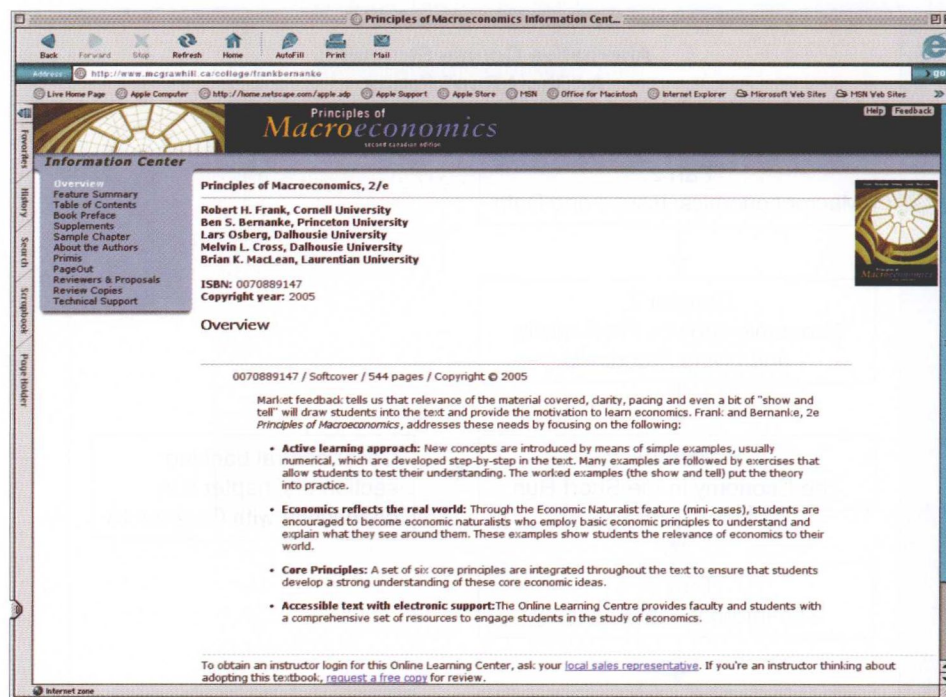 Principles of Macroeconomics Information Cent...
Back Forward Stop Refresh Home AutoFill Print Mail
Address: http://www.mcgrawhill.ca/college/frankbernanke go
Live Home Page Apple Computer http://home.netscape.com/apple.adp Apple Support Apple Store MSN Office for Macintosh Internet Explorer Microsoft Web Sites MSN Web Sites
Favorites
History
Search
Scrapbook
Page Holder
Principles of
Macroeconomics
second canadian edition
Help Feedback
Information Center
Overview
Feature Summary
Table of Contents
Book Preface
Supplements
Sample Chapter
About the Authors
Primis
PageOut
Reviewers & Proposals
Review Copies
Technical Support
Principles of Macroeconomics, 2/e
Robert H. Frank, Cornell University
Ben S. Bernanke, Princeton University
Lars Osberg, Dalhousie University
Melvin L. Cross, Dalhousie University
Brian K. MacLean, Laurentian University
ISBN: 0070889147
Copyright year: 2005
Principles of
Macroeconomics
Overview
0070889147 / Softcover / 544 pages / Copyright © 2005
Market feedback tells us that relevance of the material covered, clarity, pacing and even a bit of "show and
tell" will draw students into the text and provide the motivation to learn economics. Frank and Bernanke, 2e
Principles of Macroeconomics, addresses these needs by focusing on the following:
• Active learning approach: New concepts are introduced by means of simple examples, usually
numerical, which are developed step-by-step in the text. Many examples are followed by exercises that
allow students to test their understanding. The worked examples (the show and tell) put the theory
into practice.
• Economics reflects the real world: Through the Economic Naturalist feature (mini-cases), students are
encouraged to become economic naturalists who employ basic economic principles to understand and
explain what they see around them. These examples show students the relevance of economics to their
world.
• Core Principles: A set of six core principles are integrated throughout the text to ensure that students
develop a strong understanding of these core economic ideas.
• Accessible text with electronic support:The Online Learning Centre provides faculty and students with
a comprehensive set of resources to engage students in the study of economics.
To obtain an instructor login for this Online Learning Center, ask your local sales representative. If you're an instructor thinking about
adopting this textbook, request a free copy for review.
Internet zone